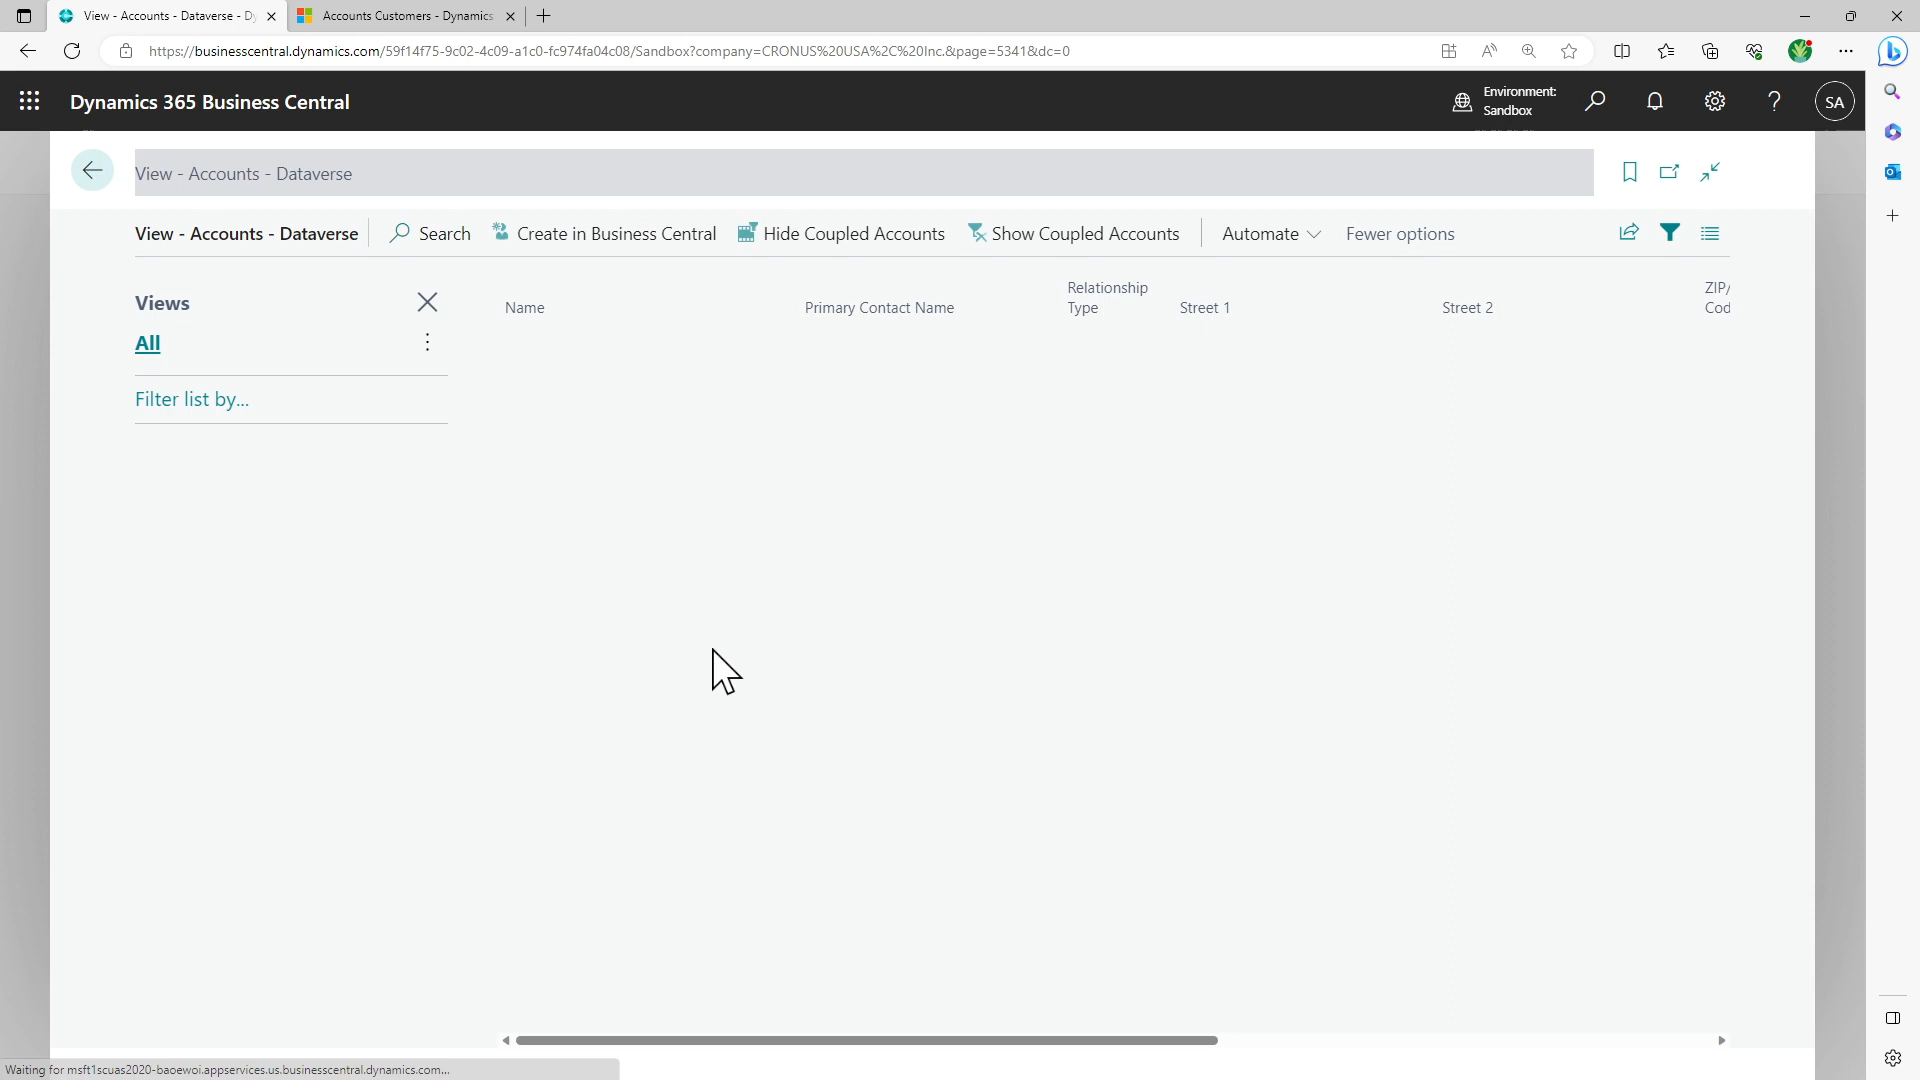 View - Accounts - Dataverse - Dy
Accounts Customers - Dynamics
https://businesscentral.dynamics.com/59f14f75-9c02-4c09-a1c0-fc974fa04c08/Sandbox?company=CRONUS%20USA%2C%20Inc.&page=5341&dc=0
Dynamics 365 Business Central
Environment:
Sandbox
SA
View - Accounts - Dataverse
View - Accounts - Dataverse
Search
Create in Business Central
Hide Coupled Accounts
Show Coupled Accounts
Automate
Fewer options
Views
All
Filter list by...
Name
Primary Contact Name
Relationship
Type
Street 1
Street 2
ZIP/
Cod
Waiting for msft1scuas2020-baoewoi.appservices.us.businesscentral.dynamics.com...